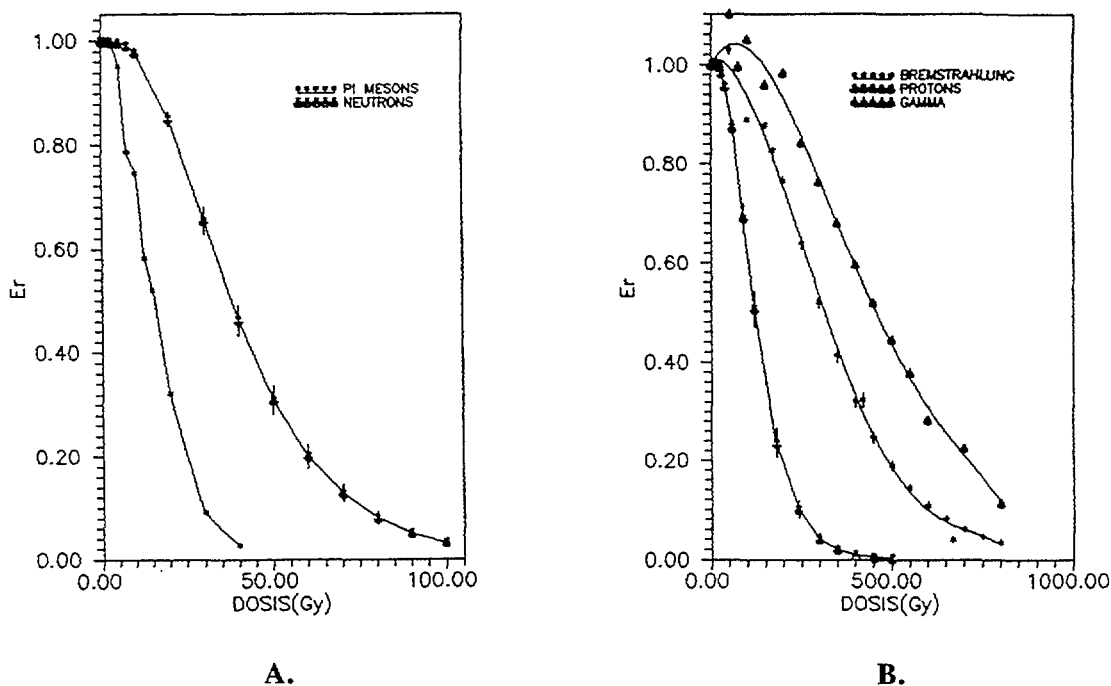 1.00
0.80
0.60
0.40
0.20
0.00
Er
PI MESONS
NEUTRONS
0.00
50.00
100.00
DOSIS(Gy)
A.
1.00
0.80
0.60
0.40
0.20
0.00
Er
BREMSTRAHLUNG
PROTONS
GAMMA
0.00
500.00
1000.00
DOSIS(Gy)
B.